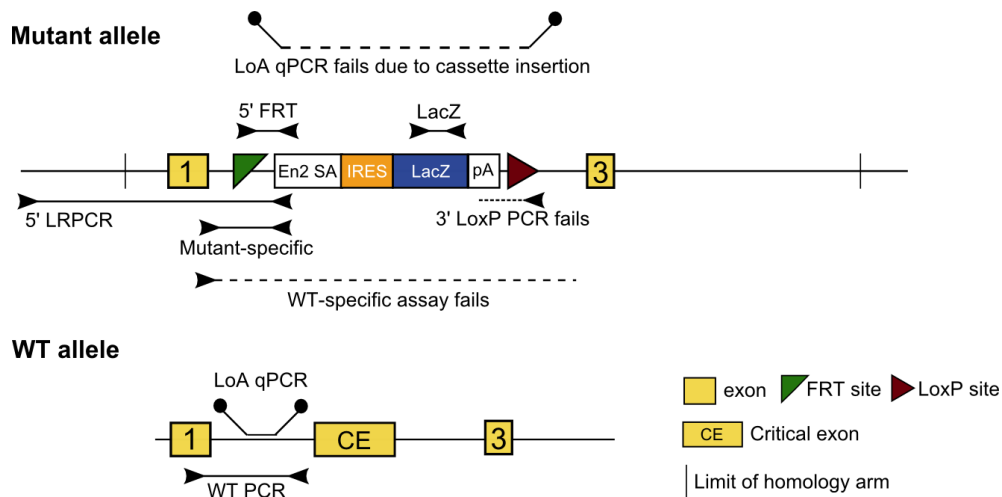 Mutant allele
LoA qPCR fails due to cassette insertion
5' FRT
LacZ
1
En2 SA
IRES
LacZ
pA
3
5' LRPCR
3' LoxP PCR fails
Mutant-specific
WT-specific assay fails
WT allele
LoA qPCR
1
CE
3
WT PCR
exon
FRT site
LoxP site
CE
Critical exon
Limit of homology arm